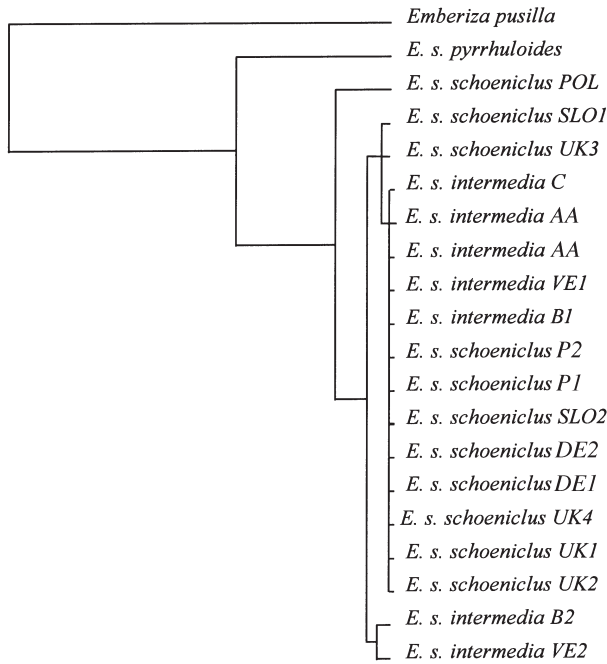 Emberiza pusilla
E. s. pyrrhuloides
E. s. schoeniclus POL
E. s. schoeniclus SLO1
E. s. schoeniclus UK3
E. s. intermedia C
E. s. intermedia AA
E. s. intermedia AA
E. s. intermedia VE1
E. s. intermedia B1
E. s. schoeniclus P2
E. s. schoeniclus P1
E. s. schoeniclus SLO2
E. s. schoeniclus DE2
E. s. schoeniclus DE1
E. s. schoeniclus UK4
E. s. schoeniclus UK1
E. s. schoeniclus UK2
E. s. intermedia B2
E. s. intermedia VE2